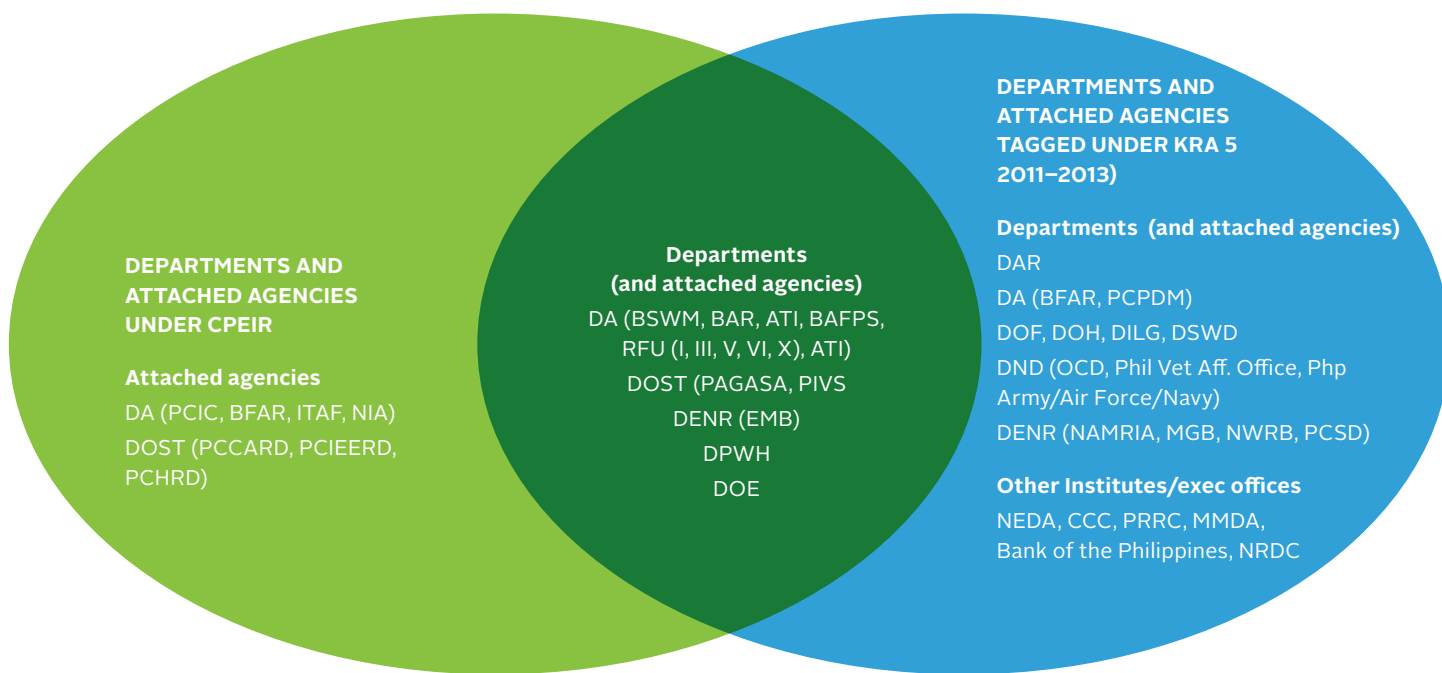 DEPARTMENTS AND
ATTACHED AGENCIES
UNDER CPEIR
Attached agencies
DA (PCIC, BFAR, ITAF, NIA)
DOST (PCCARD, PCIEERD,
PCHRD)
Departments
(and attached agencies)
DA (BSWM, BAR, ATI, BAFPS,
RFU (I, III, V, VI, X), ATI)
DOST (PAGASA, PIVS
DENR (EMB)
DPWH
DOE
DEPARTMENTS AND
ATTACHED AGENCIES
TAGGED UNDER KRA 5
2011–2013)
Departments (and attached agencies)
DAR
DA (BFAR, PCPDM)
DOF, DOH, DILG, DSWD
DND (OCD, Phil Vet Aff. Office, Php
Army/Air Force/Navy)
DENR (NAMRIA, MGB, NWRB, PCSD)
Other Institutes/exec offices
NEDA, CCC, PRRC, MMDA,
Bank of the Philippines, NRDC